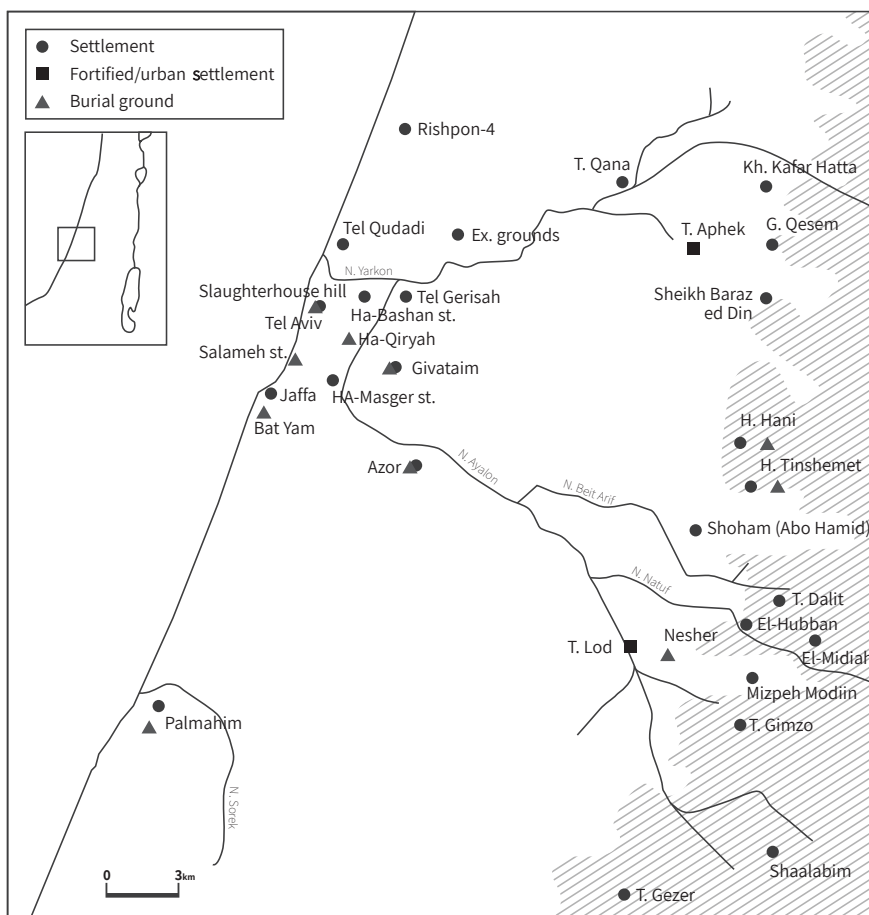 Settlement
Fortified/urban settlement
Burial ground
Rishpon-4
T. Qana
Kh. Kafar Hatta
Tel Qudadi
Ex. grounds
T. Aphek
G. Qesem
N. Yarkon
Slaughterhouse hill
Tel Gerisah
Sheikh Baraz
ed Din
Ha-Bashan st.
Tel Aviv
Ha-Qiryah
Salameh st.
Givataim
Jaffa
HA-Masger st.
Bat Yam
H. Hani
Azor
N. Ayalon
H. Tinshemet
N. Beit Arif
Shoham (Abo Hamid)
N. Natuf
T. Dalit
El-Hubban
T. Lod
Nesher
El-Midiah
Mizpeh Modiin
Palmahim
T. Gimzo
N. Sorek
Shaalabim
0 3km
T. Gezer